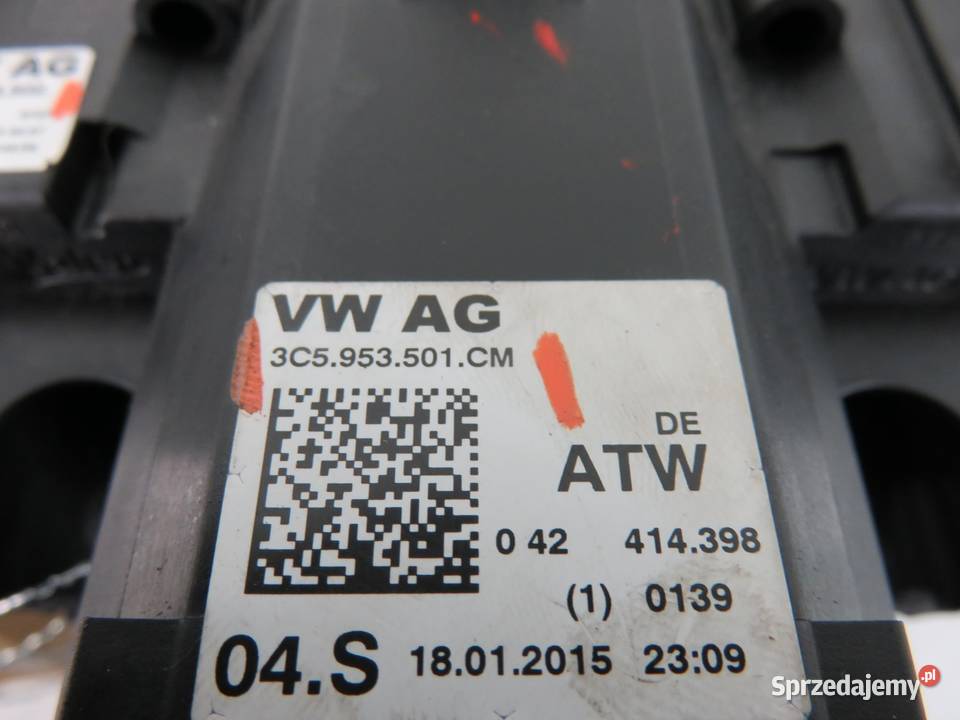 AG
VW AG
3C5.953.501.CM
DE
ATW
0 42 414.398
(1) 0139
04.S 18.01.2015 23:09
Sprzedajemy.pl